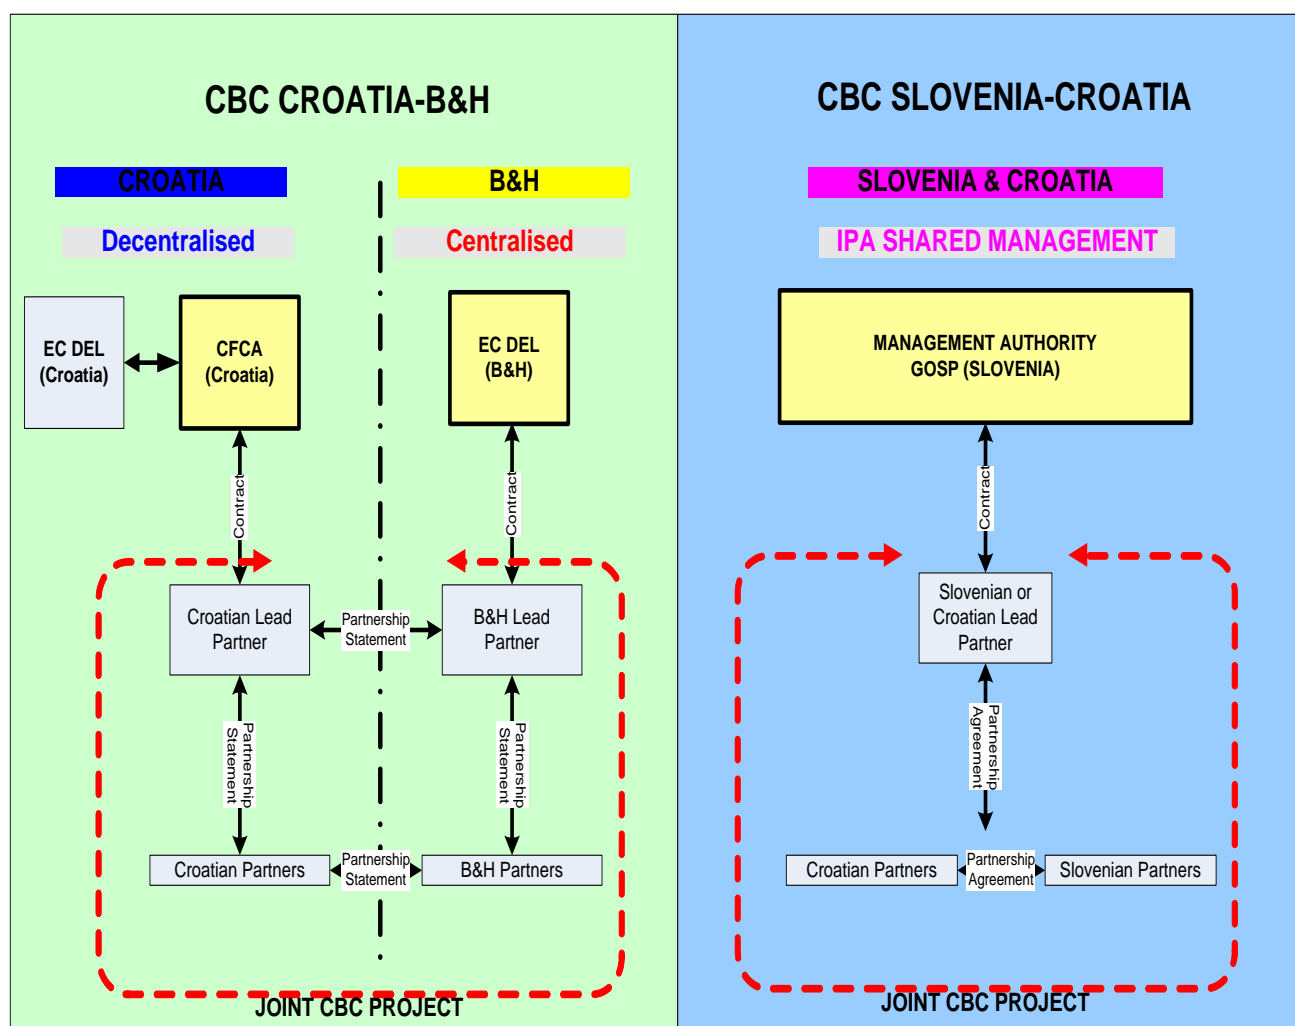 CBC CROATIA-B&H
CROATIA
B&H
Decentralised
Centralised
EC DEL
(Croatia)
CFCA
(Croatia)
EC DEL
(B&H)
Contract
Contract
Croatian Lead
Partner
Partnership
Statement
B&H Lead
Partner
Partnership
Statement
Partnership
Statement
Croatian Partners
Partnership
Statement
B&H Partners
JOINT CBC PROJECT
CBC SLOVENIA-CROATIA
SLOVENIA & CROATIA
IPA SHARED MANAGEMENT
MANAGEMENT AUTHORITY
GOSP (SLOVENIA)
Contract
Slovenian or
Croatian Lead
Partner
Partnership
Agreement
Croatian Partners
Partnership
Agreement
Slovenian Partners
JOINT CBC PROJECT